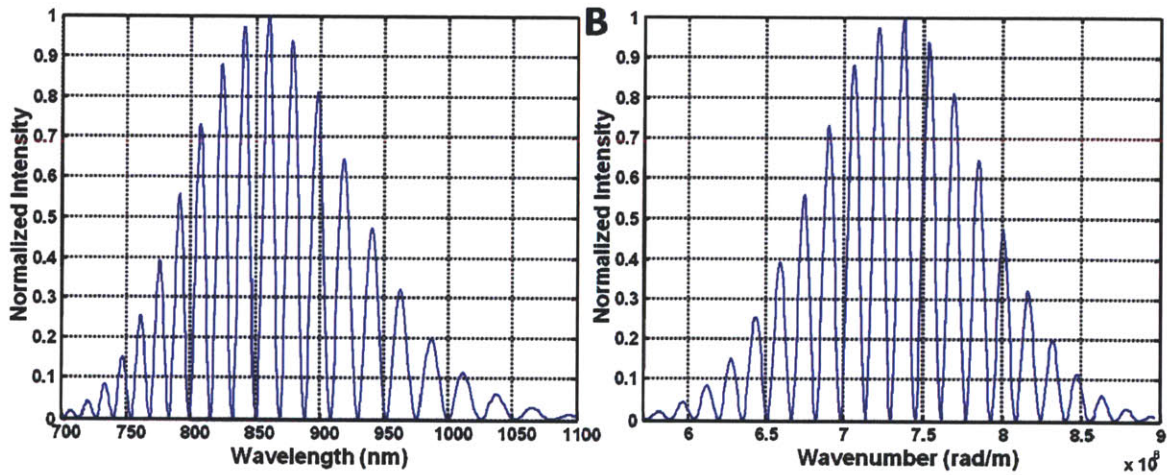 B
Normalized Intensity
1
0.9
0.8
0.7
0.6
0.5
0.4
0.3
0.2
0.1
0
700 750 800 850 900 950 1000 1050 1100
Wavelength (nm)
Normalized Intensity
1
0.9
0.8
0.7
0.6
0.5
0.4
0.3
0.2
0.1
0
6 6.5 7 7.5 8 8.5 9
Wavenumber (rad/m)
x 10